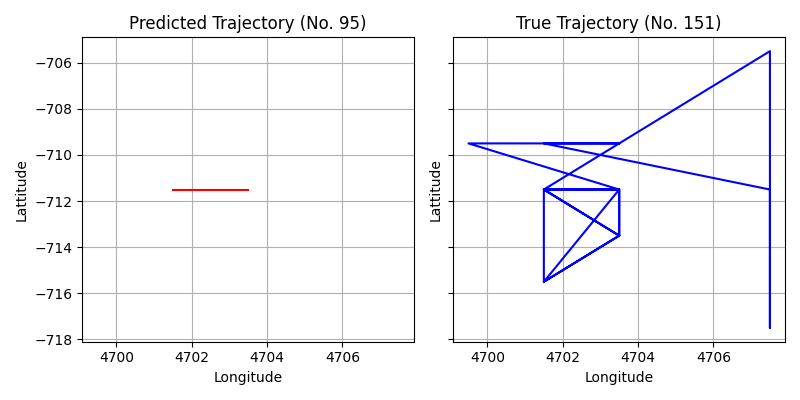 Predicted Trajectory (No. 95)
True Trajectory (No. 151)
−706
−708
−710
−712
−714
−716
−718
Lattitude
Lattitude
4700 4702 4704 4706
4700 4702 4704 4706
Longitude
Longitude